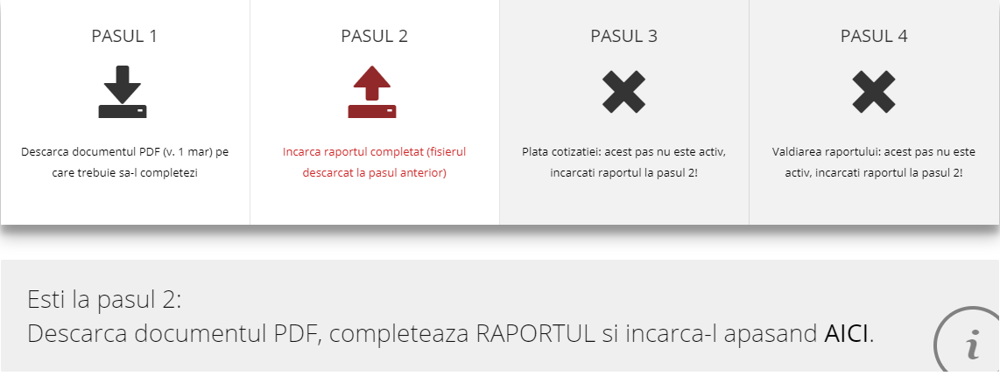 PASUL 1
Descarca documentul PDF (v. 1 mar) pe
care trebuie sa-l completezi
PASUL 2
Incarca raportul completat (fisierul
descarcat la pasul anterior)
PASUL 3
Plata cotizatiei: acest pas nu este activ,
incarcati raportul la pasul 2!
PASUL 4
Valdiarea raportului: acest pas nu este
activ, incarcati raportul la pasul 2!
Esti la pasul 2:
Descarca documentul PDF, completeaza RAPORTUL si incarca-l apasand AICI.
i